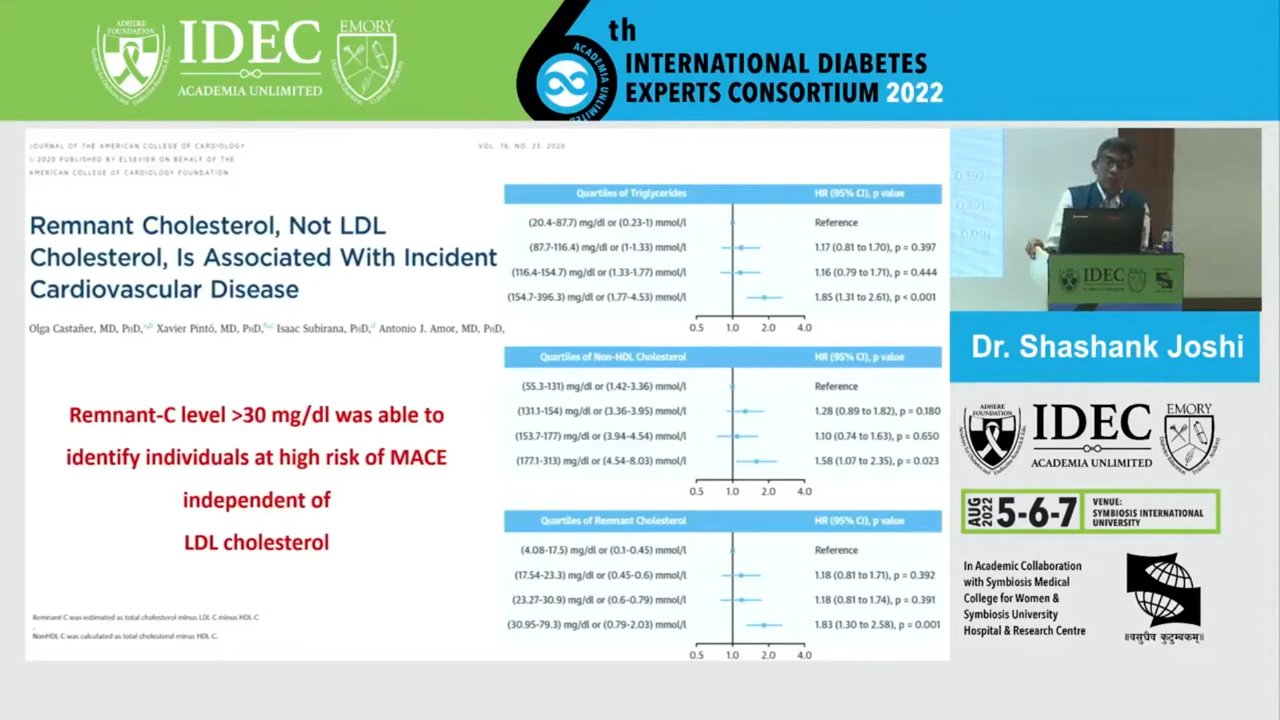 ADHERE
FOUNDATION
IDEC
ACADEMIA UNLIMITED
EMORY
6th
INTERNATIONAL DIABETES
EXPERTS CONSORTIUM 2022
ACADEMIA UNLIMITED
JOURNAL OF THE AMERICAN COLLEGE OF CARDIOLOGY
© 2020 PUBLISHED BY ELSEVIER ON BEHALF OF THE
AMERICAN COLLEGE OF CARDIOLOGY FOUNDATION
VOL. 76, NO. 23, 2020
Remnant Cholesterol, Not LDL
Cholesterol, Is Associated With Incident
Cardiovascular Disease
Olga Castañer, MD, PhD, Xavier Pintó, MD, PhD, Isaac Subirana, PhD, Antonio J. Amor, MD, PhD,
Remnant-C level >30 mg/dl was able to
identify individuals at high risk of MACE
independent of
LDL cholesterol
Remnant-C was estimated as total cholesterol minus LDL-C minus HDL-C
NonHDL-C was calculated as total cholesterol minus HDL-C.
Quartiles of Triglycerides HR (95% CI), p value
(20.4-87.7) mg/dl or (0.23-1) mmol/l Reference
(87.7-116.4) mg/dl or (1-1.33) mmol/l 1.17 (0.81 to 1.70), p = 0.397
(116.4-154.7) mg/dl or (1.33-1.77) mmol/l 1.16 (0.79 to 1.71), p = 0.444
(154.7-396.3) mg/dl or (1.77-4.53) mmol/l 1.85 (1.31 to 2.61), p < 0.001
0.5 1.0 2.0 4.0
Quartiles of Non-HDL Cholesterol HR (95% CI), p value
(55.3-131) mg/dl or (1.42-3.36) mmol/l Reference
(131.1-154) mg/dl or (3.36-3.95) mmol/l 1.28 (0.89 to 1.82), p = 0.180
(153.7-177) mg/dl or (3.94-4.54) mmol/l 1.10 (0.74 to 1.63), p = 0.650
(177.1-313) mg/dl or (4.54-8.03) mmol/l 1.58 (1.07 to 2.35), p = 0.023
0.5 1.0 2.0 4.0
Quartiles of Remnant Cholesterol HR (95% CI), p value
(4.08-17.5) mg/dl or (0.1-0.45) mmol/l Reference
(17.54-23.3) mg/dl or (0.45-0.6) mmol/l 1.18 (0.81 to 1.71), p = 0.392
(23.27-30.9) mg/dl or (0.6-0.79) mmol/l 1.18 (0.81 to 1.74), p = 0.391
(30.95-79.3) mg/dl or (0.79-2.03) mmol/l 1.83 (1.30 to 2.58), p = 0.001
0.5 1.0 2.0 4.0
0.392
0.391
IDEC
Dr. Shashank Joshi
ADHERE
FOUNDATION
IDEC
ACADEMIA UNLIMITED
EMORY
AUG
2022
5-6-7
VENUE:
SYMBIOSIS INTERNATIONAL
UNIVERSITY
In Academic Collaboration
with Symbiosis Medical
College for Women &
Symbiosis University
Hospital & Research Centre
॥वसुधैव कुटुम्बकम्॥